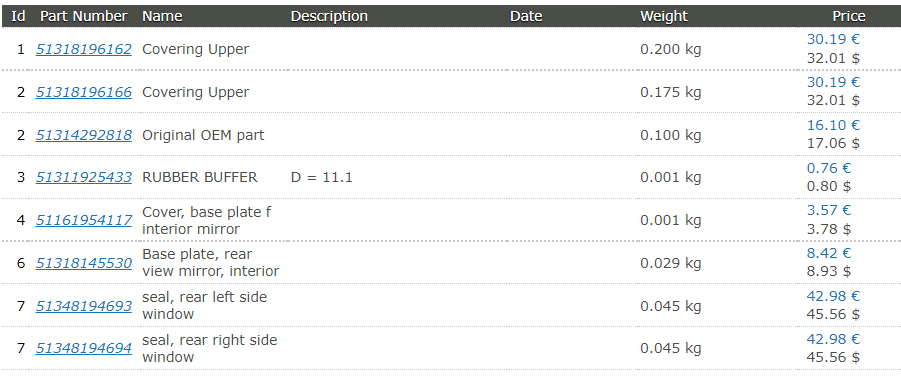 Id Part Number Name Description Date Weight Price
1 51318196162 Covering Upper 0.200 kg 30.19 €
32.01 $
2 51318196166 Covering Upper 0.175 kg 30.19 €
32.01 $
2 51314292818 Original OEM part 0.100 kg 16.10 €
17.06 $
3 51311925433 RUBBER BUFFER D = 11.1 0.001 kg 0.76 €
0.80 $
4 51161954117 Cover, base plate f
interior mirror 0.001 kg 3.57 €
3.78 $
6 51318145530 Base plate, rear
view mirror, interior 0.029 kg 8.42 €
8.93 $
7 51348194693 seal, rear left side
window 0.045 kg 42.98 €
45.56 $
7 51348194694 seal, rear right side
window 0.045 kg 42.98 €
45.56 $